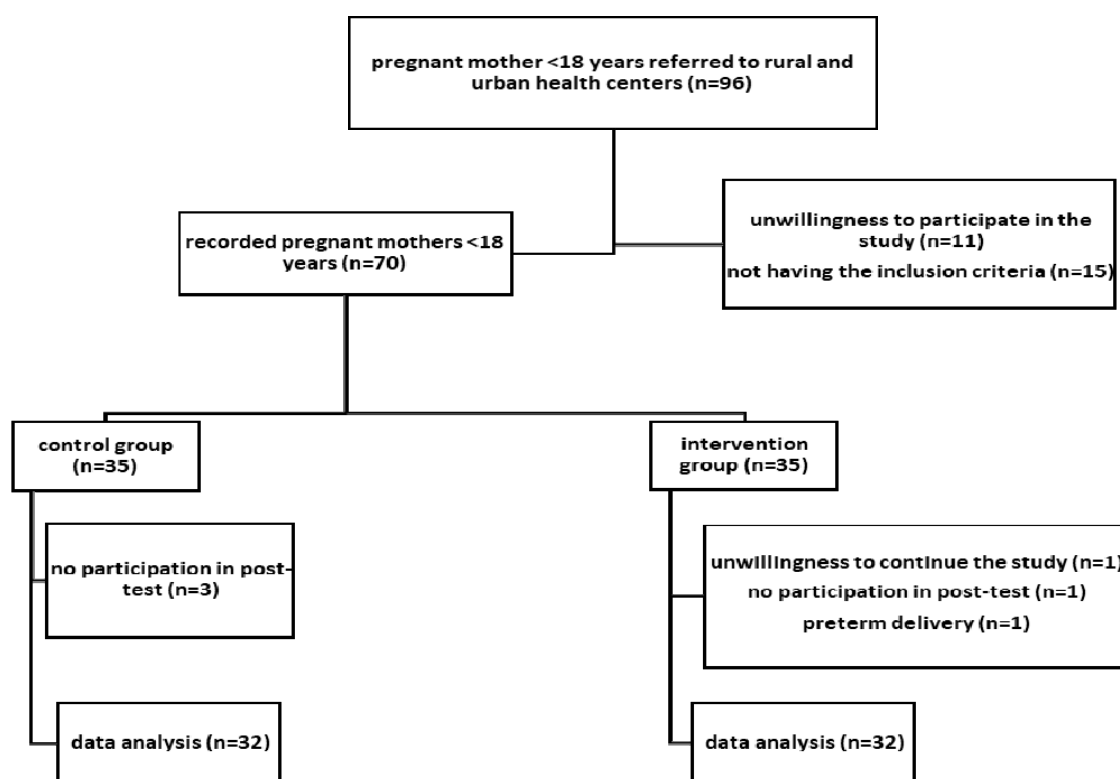 pregnant mother <18 years referred to rural and
urban health centers (n=96)
unwillingness to participate in the
study (n=11)
not having the inclusion criteria (n=15)
recorded pregnant mothers <18
years (n=70)
control group
(n=35)
intervention
group (n=35)
no participation in post-
test (n=3)
unwillingness to continue the study (n=1)
no participation in post-test (n=1)
preterm delivery (n=1)
data analysis (n=32)
data analysis (n=32)